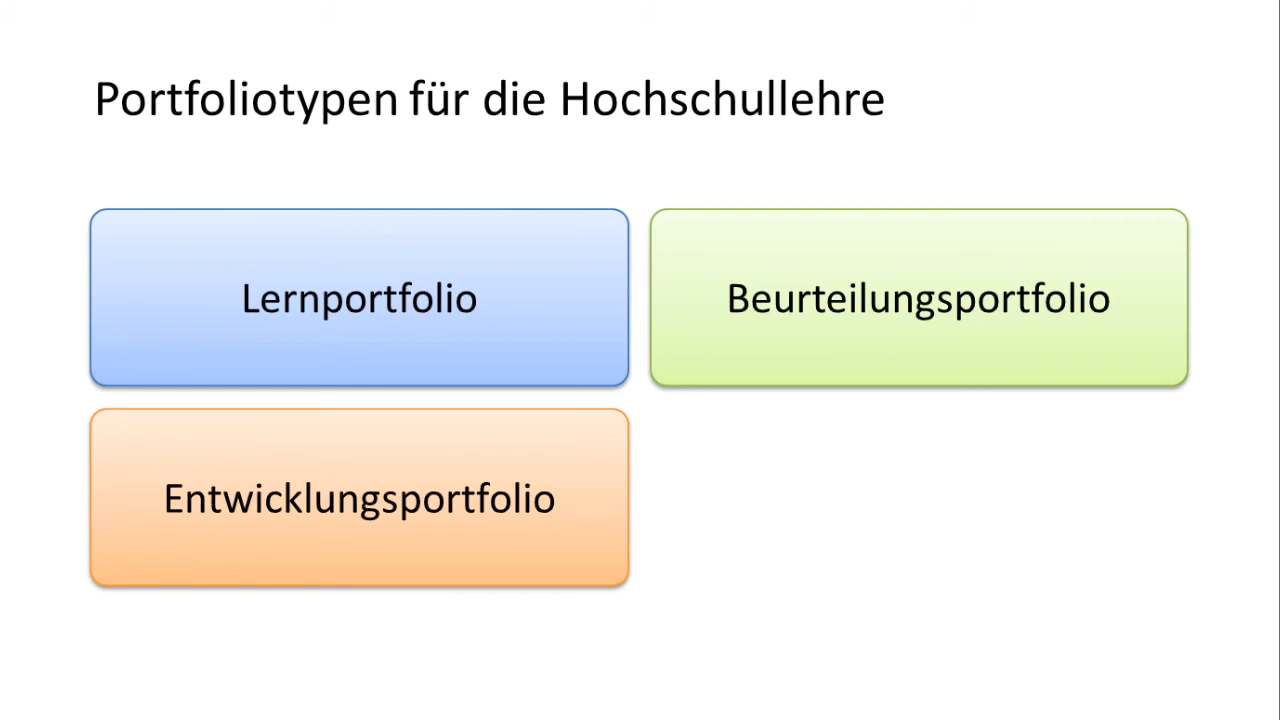 Portfoliotypen für die Hochschullehre
Lernportfolio
Beurteilungsportfolio
Entwicklungsportfolio